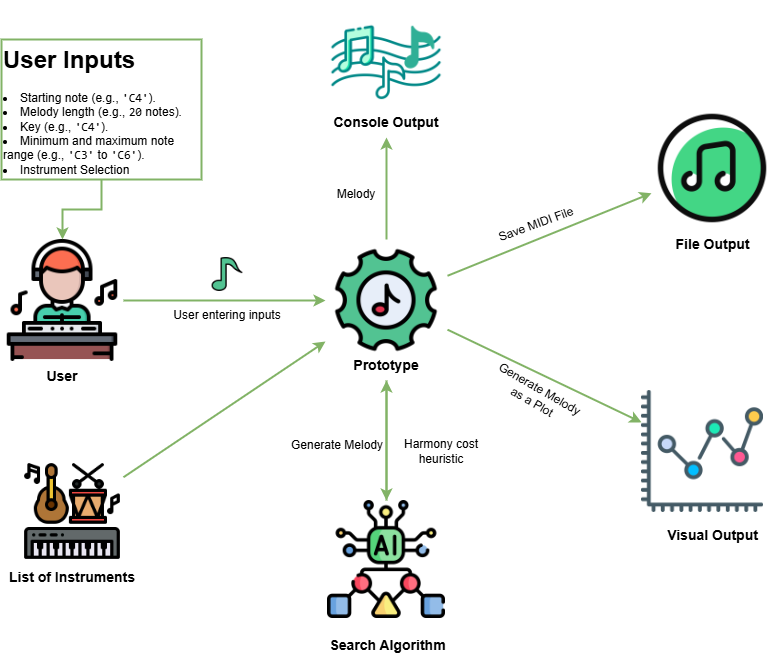 User Inputs
• Starting note (e.g., 'C4').
• Melody length (e.g., 20 notes).
• Key (e.g., 'C4').
• Minimum and maximum note
range (e.g., 'C3' to 'C6').
• Instrument Selection
Console Output
Melody
Save MIDI File
File Output
User entering inputs
User
Prototype
Generate Melody
as a Plot
Generate Melody
Harmony cost
heuristic
AI
Visual Output
List of Instruments
Search Algorithm